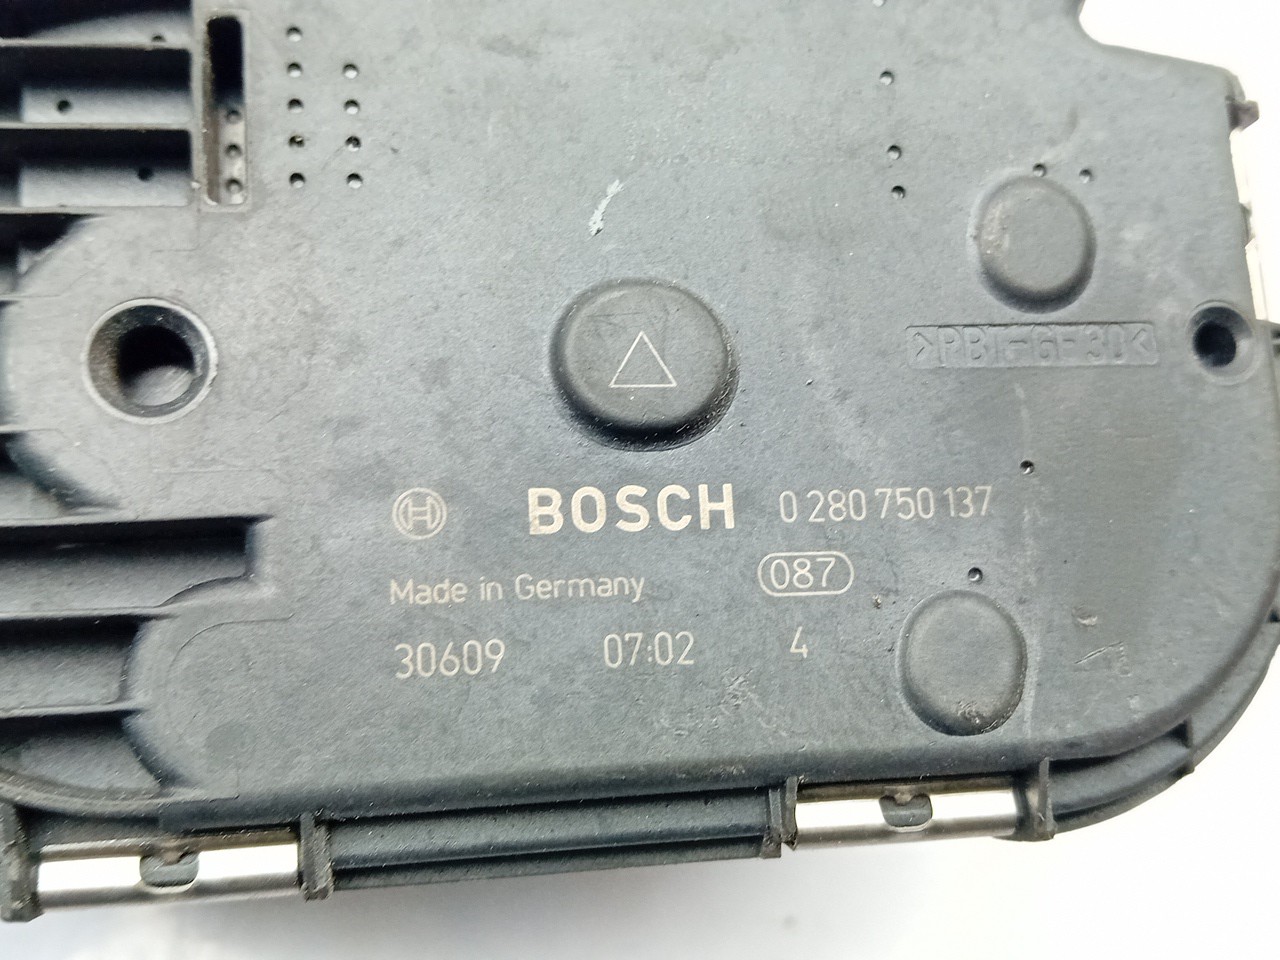 >PBT-GF30<
BOSCH 0 280 750 137
Made in Germany 087
30609 07:02 4